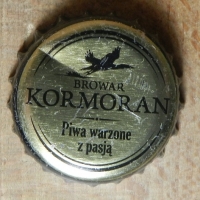 BROWAR
KORMORAN
Piwa warzone
z pasją